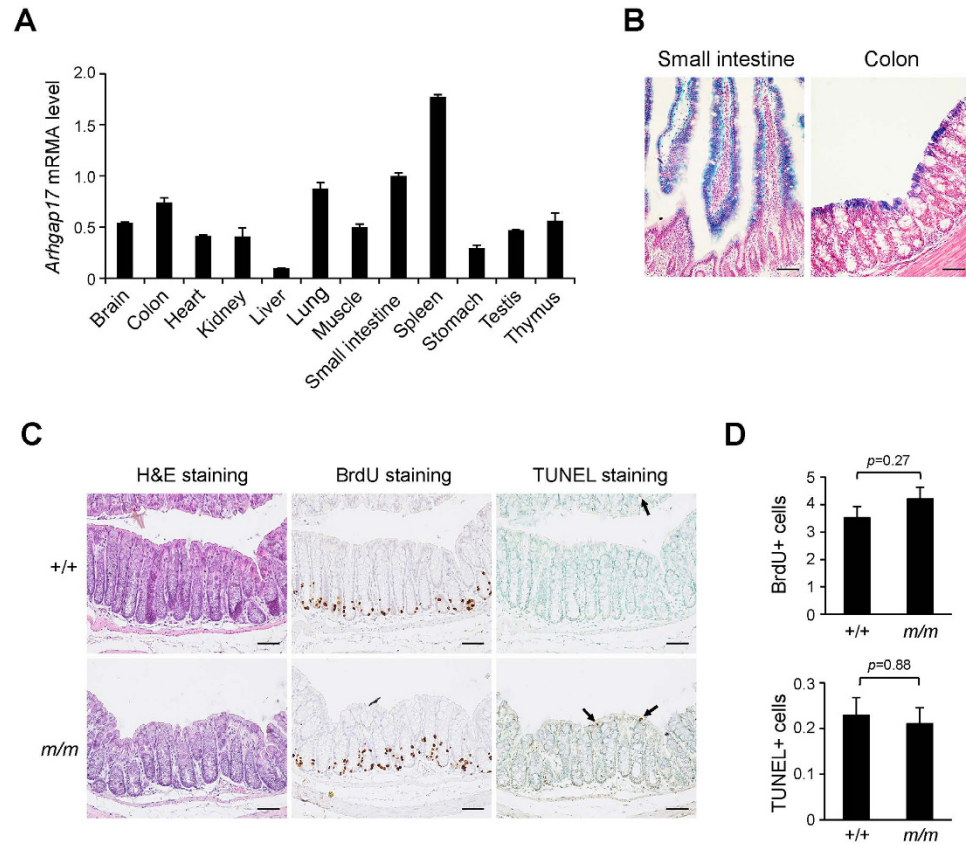 A
Arhgap17 mRMA level
2.0
1.5
1.0
0.5
0
Brain
Colon
Heart
Kidney
Liver
Lung
Muscle
Small intestine
Spleen
Stomach
Testis
Thymus
B
Small intestine Colon
C
H&E staining BrdU staining TUNEL staining
+/+
m/m
D
p=0.27
BrdU+ cells
5
4
3
2
1
0
+/+ m/m
p=0.88
TUNEL+ cells
0.3
0.2
0.1
0
+/+ m/m